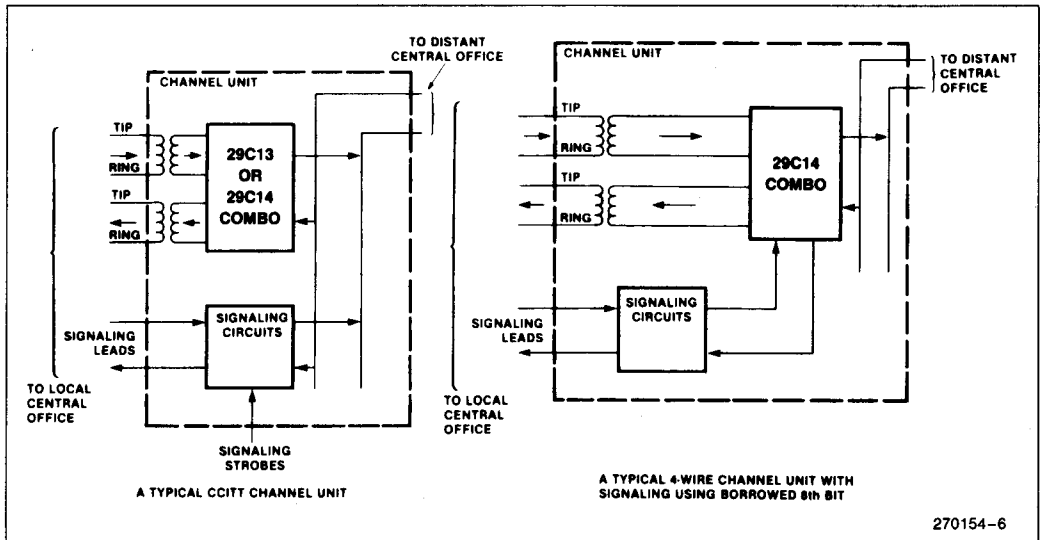 TO DISTANT
CENTRAL OFFICE
CHANNEL UNIT
TIP
RING
TIP
RING
29C13
OR
29C14
COMBO
SIGNALING
CIRCUITS
SIGNALING
LEADS
TO LOCAL
CENTRAL
OFFICE
SIGNALING
STROBES
A TYPICAL CCITT CHANNEL UNIT
CHANNEL UNIT
TO DISTANT
CENTRAL
OFFICE
TIP
RING
TIP
RING
29C14
COMBO
SIGNALING
CIRCUITS
SIGNALING
LEADS
TO LOCAL
CENTRAL
OFFICE
A TYPICAL 4-WIRE CHANNEL UNIT WITH
SIGNALING USING BORROWED 8th BIT
270154-6